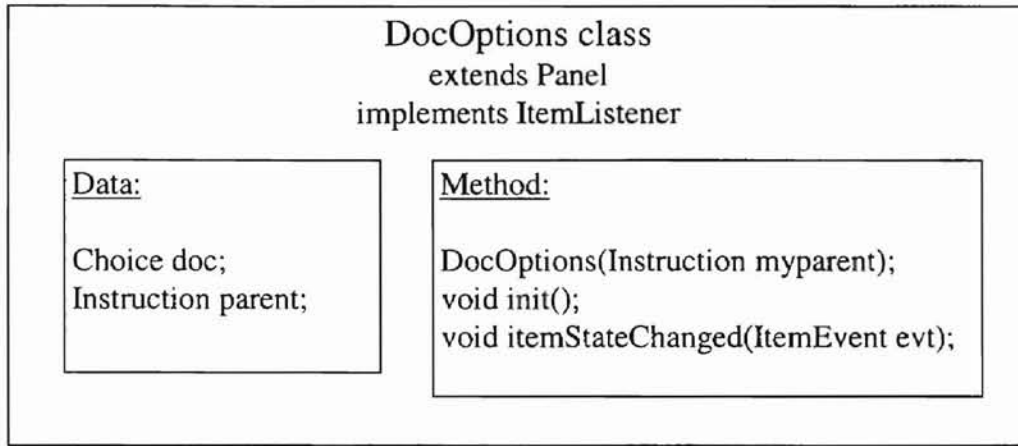 DocOptions class
extends Panel
implements ItemListener
Data:
Choice doc;
Instruction parent;
Method:
DocOptions(Instruction myparent);
void init();
void itemStateChanged(ItemEvent evt);